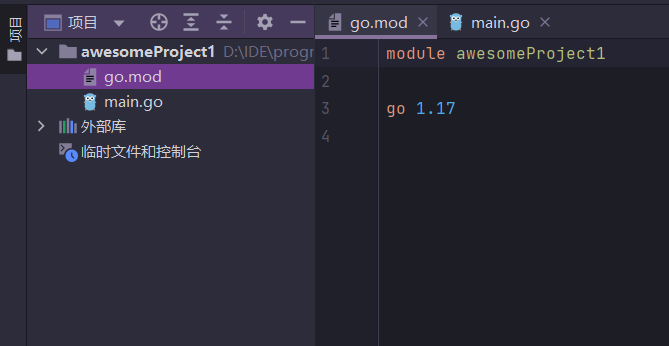 项目
项目
awesomeProject1 D:\IDE\progr
go.mod
main.go
外部库
临时文件和控制台
go.mod
main.go
1 module awesomeProject1
2
3 go 1.17
4